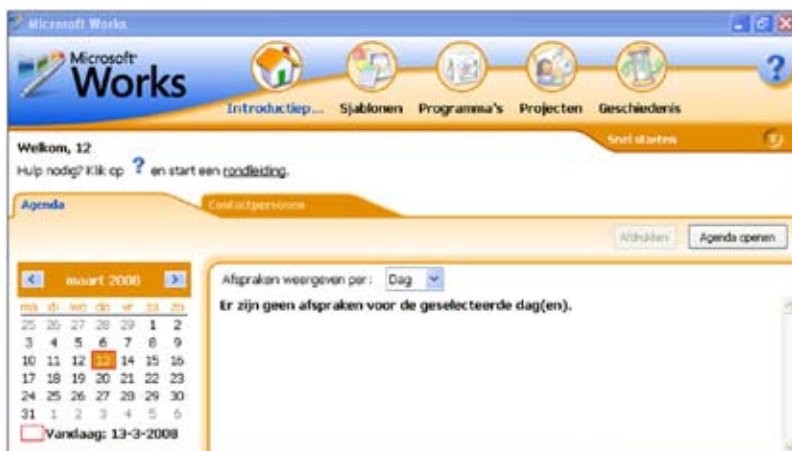 Microsoft Works
Microsoft
Works
Introductiep... Sjablonen Programma's Projecten Geschiedenis
?
Snel starten
Welkom, 12
Hulp nodig? Klik op ? en start een rondleiding.
Agenda Contactpersonen
Afdrukken Agenda openen
maart 2008
Afspraken weergeven per: Dag
Er zijn geen afspraken voor de geselecteerde dag(en).
ma di wo do vr za zo
25 26 27 28 29 1 2
3 4 5 6 7 8 9
10 11 12 13 14 15 16
17 18 19 20 21 22 23
24 25 26 27 28 29 30
31 1 2 3 4 5 6
Vandaag: 13-3-2008